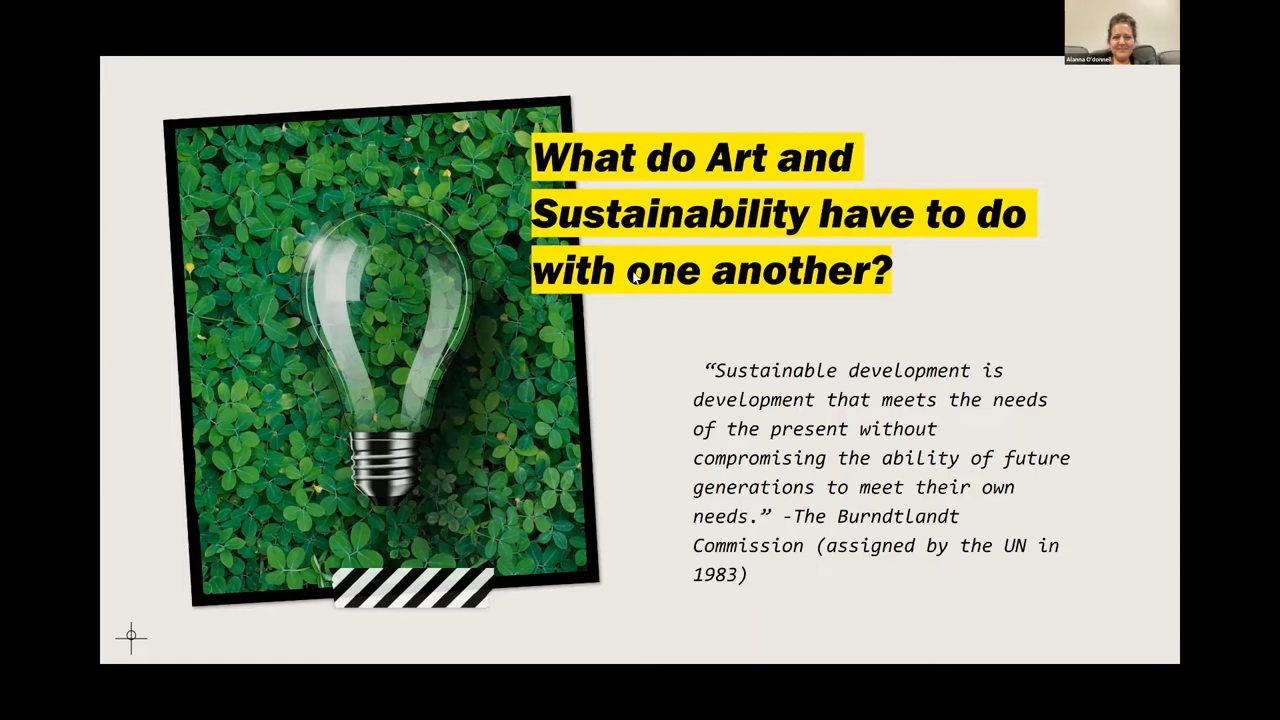 Alanna O'donnell
What do Art and
Sustainability have to do
with one another?
“Sustainable development is
development that meets the needs
of the present without
compromising the ability of future
generations to meet their own
needs.” -The Burndtlandt
Commission (assigned by the UN in
1983)